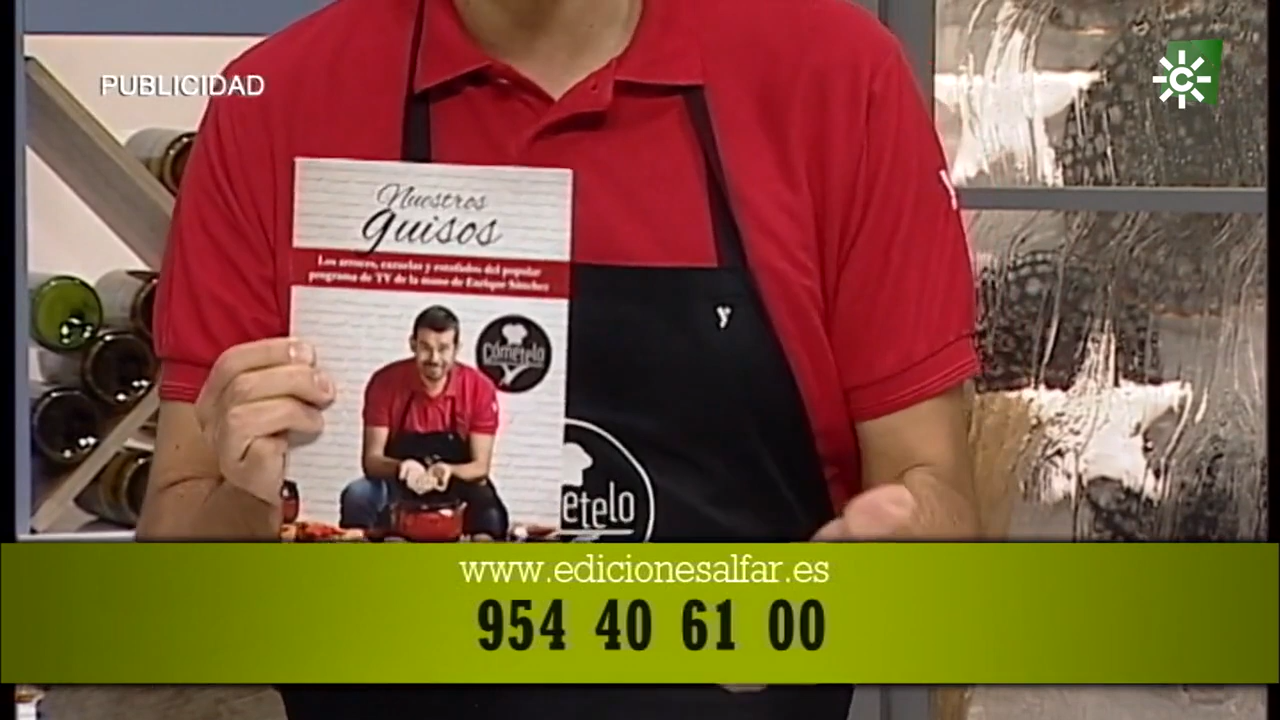 PUBLICIDAD
C
Nuestros
guisos
Los arroces, cazuelas y estofados del popular
programa de TV de la mano de Enrique Sánchez
Cómetelo
y
etelo
www.edicionesalfar.es
954 40 61 00